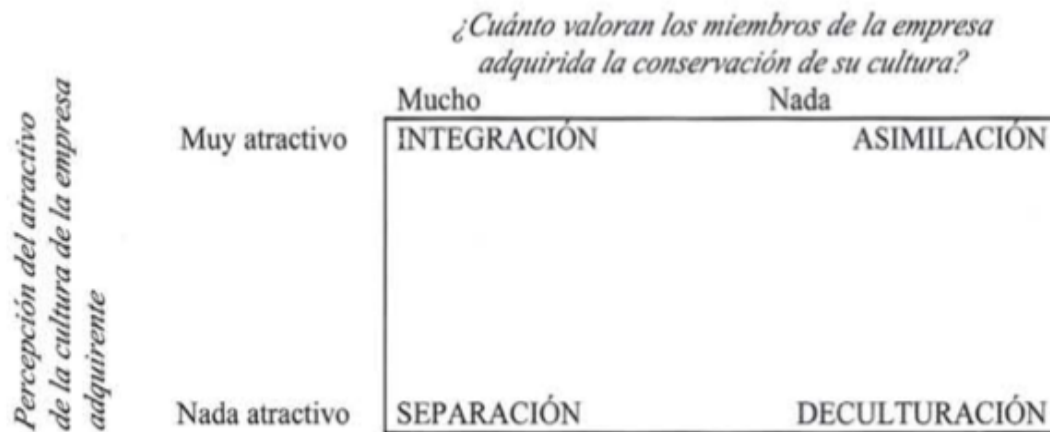 ¿Cuánto valoran los miembros de la empresa
adquirida la conservación de su cultura?
Mucho Nada
Percepción del atractivo
de la cultura de la empresa
adquirente
Muy atractivo INTEGRACIÓN ASIMILACIÓN
Nada atractivo SEPARACIÓN DECULTURACIÓN